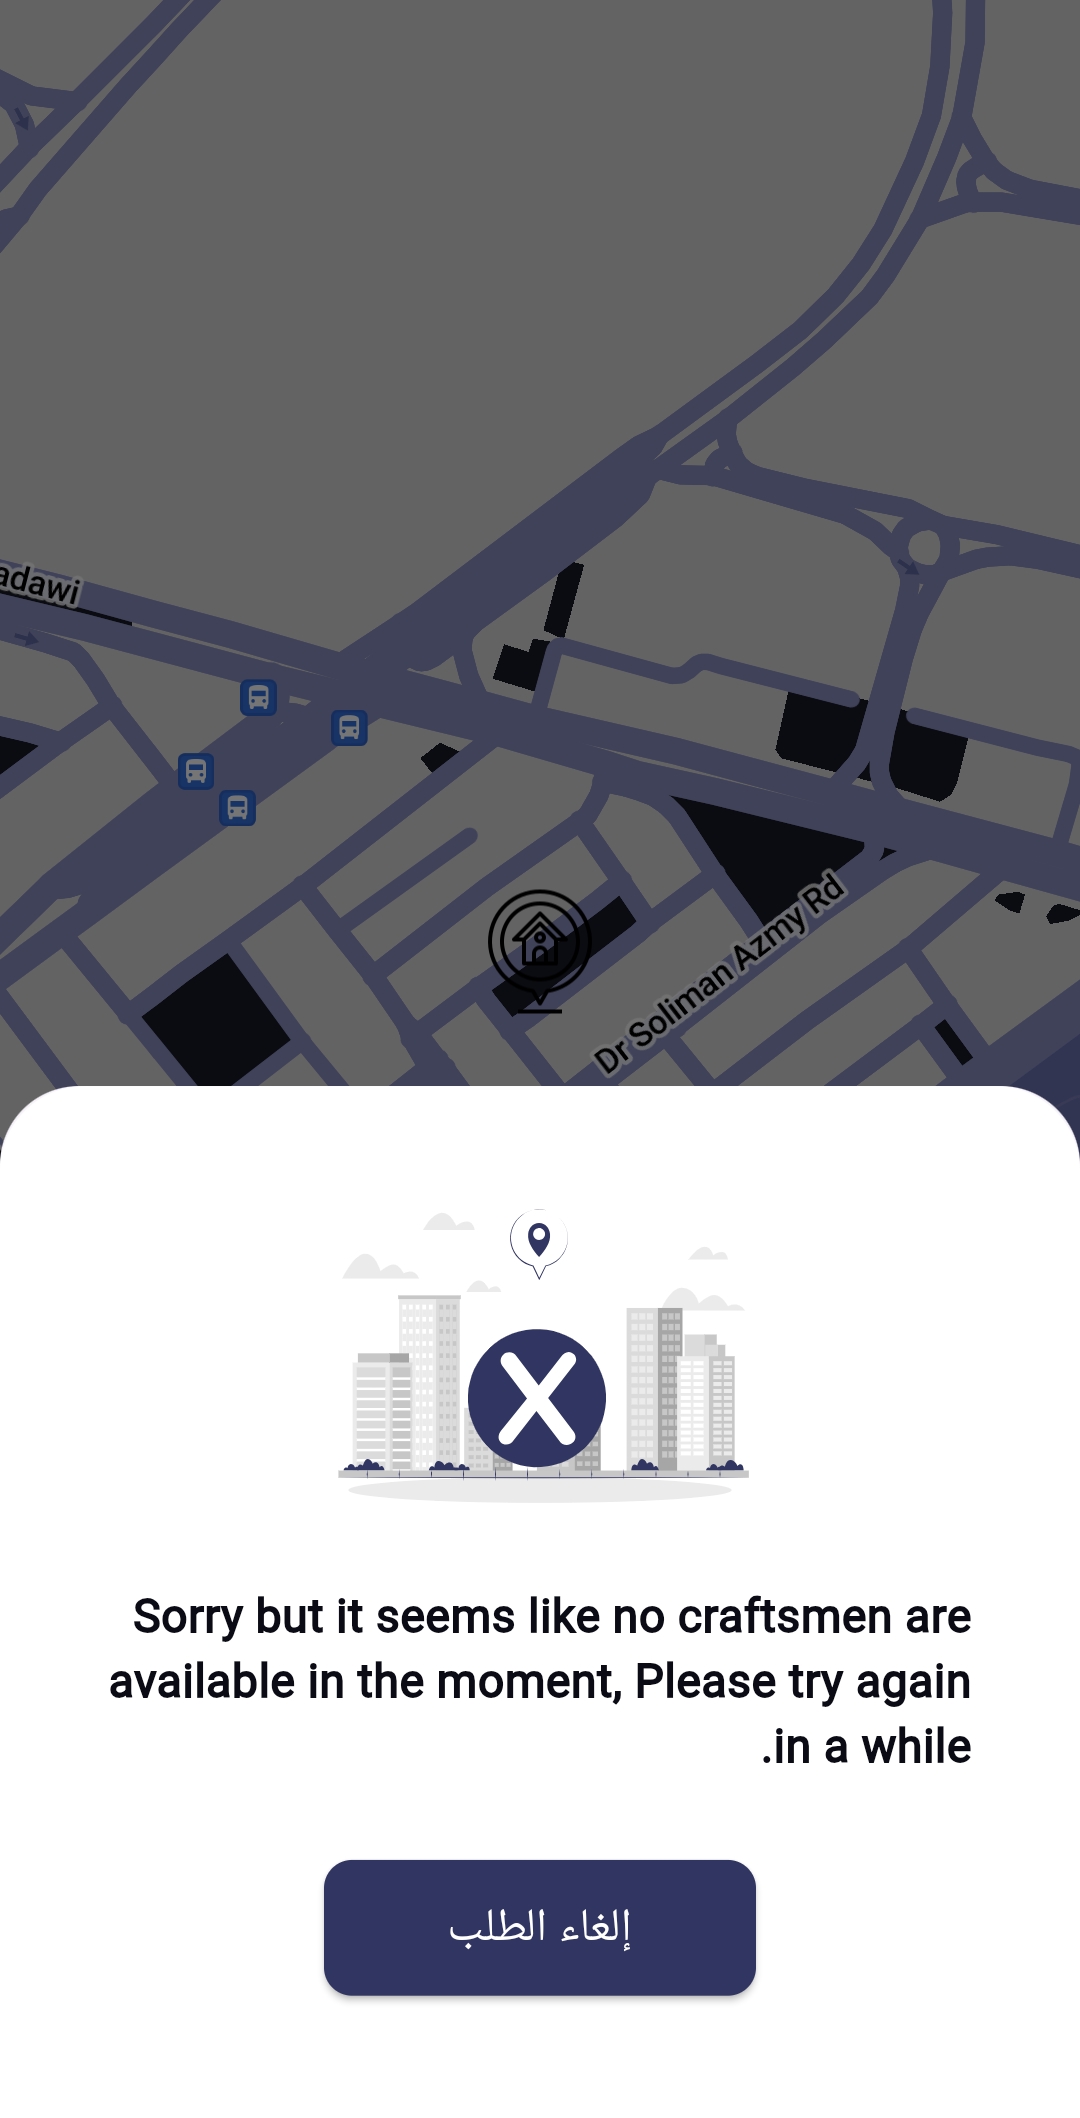 adawi
Dr Soliman Azmy Rd
Sorry but it seems like no craftsmen are
available in the moment, Please try again
.in a while
إلغاء الطلب